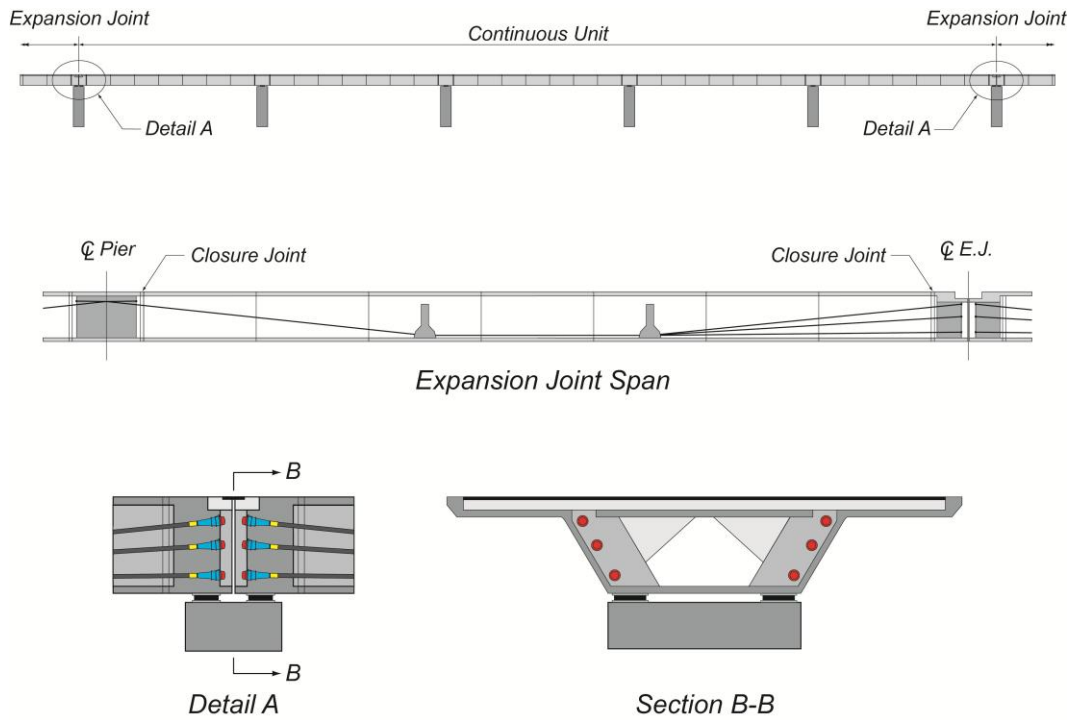 Expansion Joint
Expansion Joint
Continuous Unit
Detail A
Detail A
℄ Pier
Closure Joint
Closure Joint
℄ E.J.
Expansion Joint Span
B
B
Detail A
Section B-B